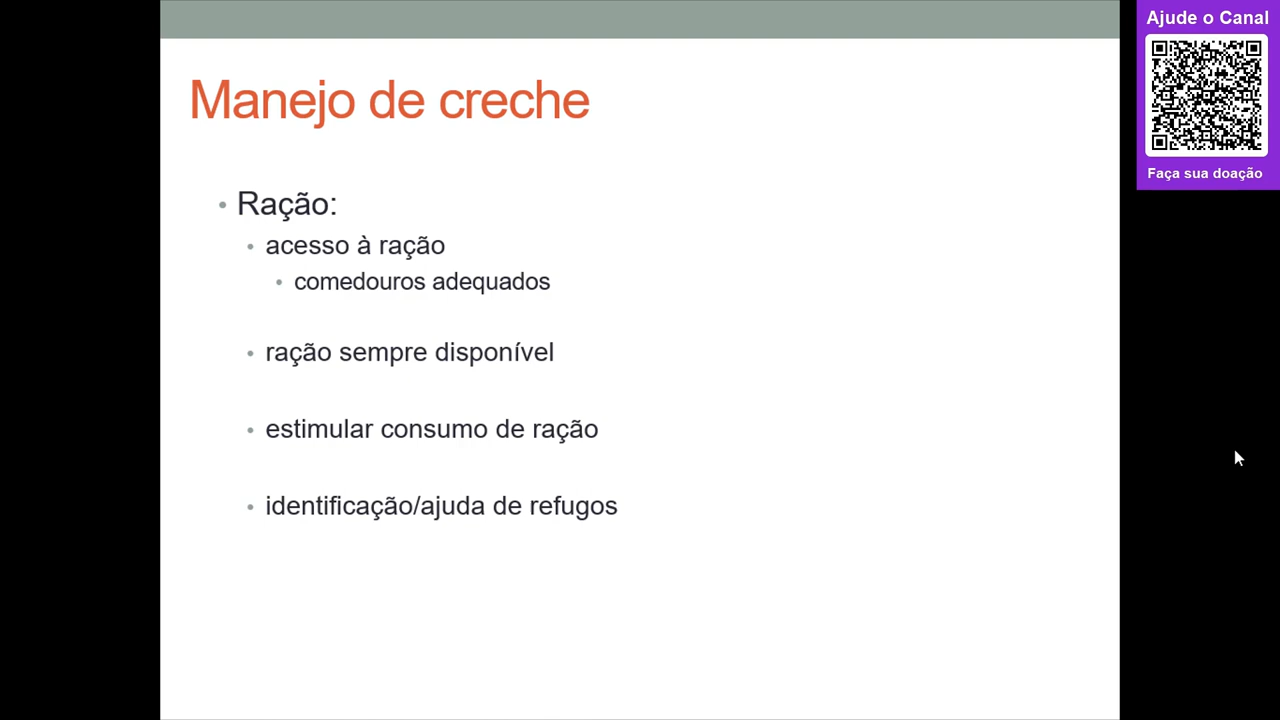 Manejo de creche
Ajude o Canal
Faça sua doação
• Ração:
• acesso à ração
• comedouros adequados
• ração sempre disponível
• estimular consumo de ração
• identificação/ajuda de refugos